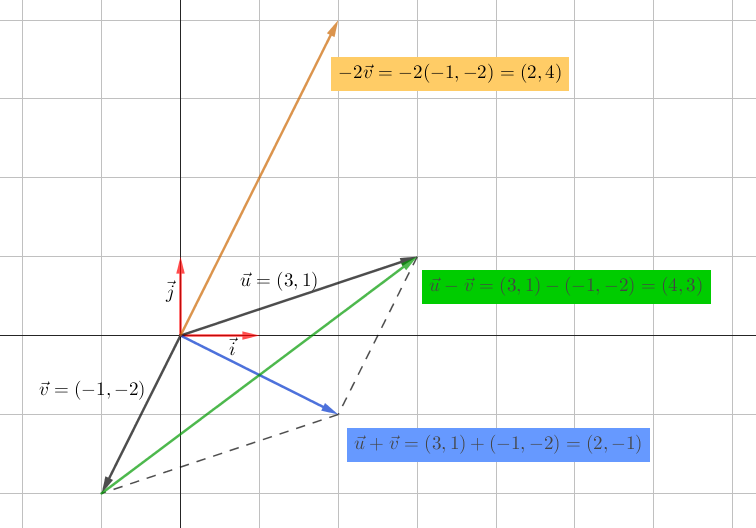 −2v⃗ = −2(−1, −2) = (2, 4)
u⃗ = (3, 1)
u⃗ − v⃗ = (3, 1) − (−1, −2) = (4, 3)
j⃗
i⃗
v⃗ = (−1, −2)
u⃗ + v⃗ = (3, 1) + (−1, −2) = (2, −1)